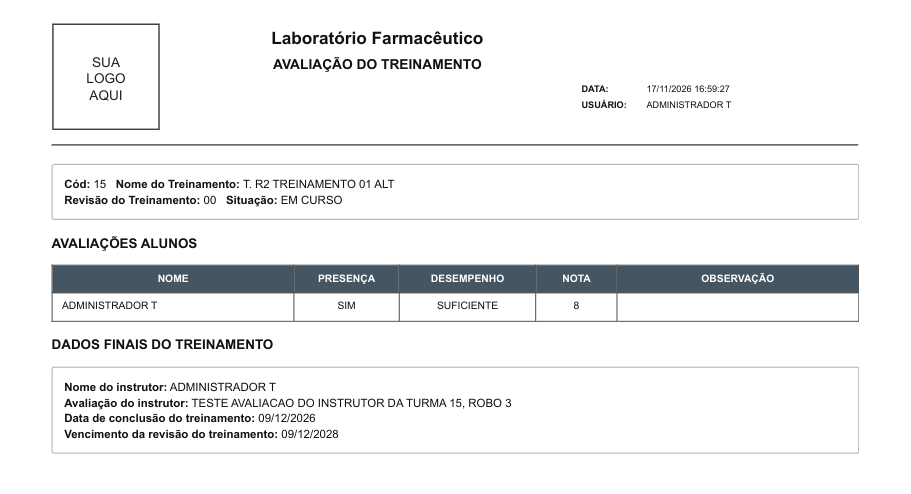 SUA
LOGO
AQUI
Laboratório Farmacêutico
AVALIAÇÃO DO TREINAMENTO
DATA: 17/11/2026 16:59:27
USUÁRIO: ADMINISTRADOR T
Cód: 15 Nome do Treinamento: T. R2 TREINAMENTO 01 ALT
Revisão do Treinamento: 00 Situação: EM CURSO
AVALIAÇÕES ALUNOS
NOME PRESENÇA DESEMPENHO NOTA OBSERVAÇÃO
ADMINISTRADOR T SIM SUFICIENTE 8
DADOS FINAIS DO TREINAMENTO
Nome do instrutor: ADMINISTRADOR T
Avaliação do instrutor: TESTE AVALIACAO DO INSTRUTOR DA TURMA 15, ROBO 3
Data de conclusão do treinamento: 09/12/2026
Vencimento da revisão do treinamento: 09/12/2028